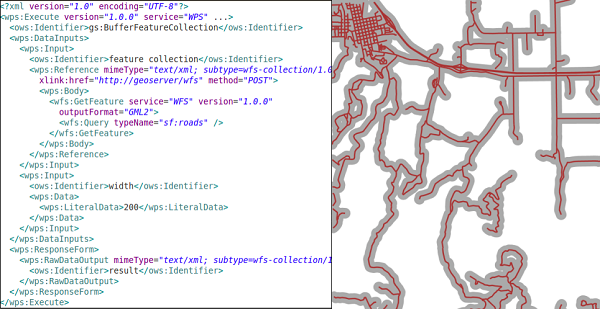 <?xml version="1.0" encoding="UTF-8"?>
<wps:Execute version="1.0.0" service="WPS" ...>
<ows:Identifier>gs:BufferFeatureCollection</ows:Identifier>
<wps:DataInputs>
<wps:Input>
<ows:Identifier>feature collection</ows:Identifier>
<wps:Reference mimeType="text/xml; subtype=wfs-collection/1.0
xlink:href="http://geoserver/wfs" method="POST">
<wps:Body>
<wfs:GetFeature service="WFS" version="1.0.0"
outputFormat="GML2">
<wfs:Query typeName="sf:roads" />
</wfs:GetFeature>
</wps:Body>
</wps:Reference>
</wps:Input>
<wps:Input>
<ows:Identifier>width</ows:Identifier>
<wps:Data>
<wps:LiteralData>200</wps:LiteralData>
</wps:Data>
</wps:Input>
</wps:DataInputs>
<wps:ResponseForm>
<wps:RawDataOutput mimeType="text/xml; subtype=wfs-collection/1
<ows:Identifier>result</ows:Identifier>
</wps:RawDataOutput>
</wps:ResponseForm>
</wps:Execute>